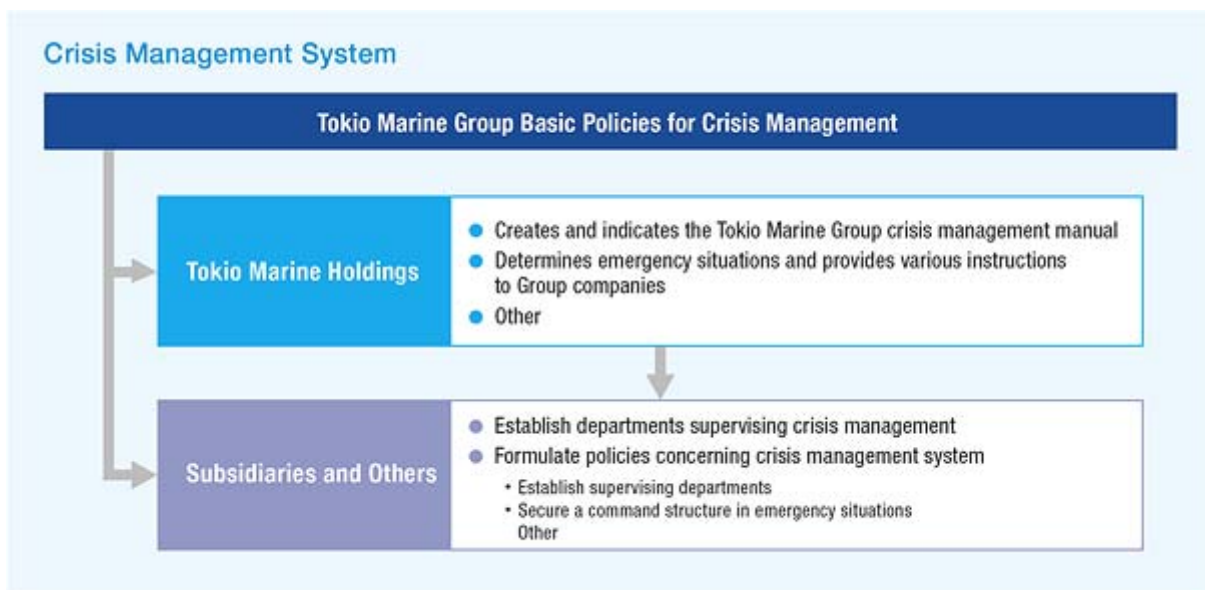 Crisis Management System
Tokio Marine Group Basic Policies for Crisis Management
Tokio Marine Holdings
● Creates and indicates the Tokio Marine Group crisis management manual
● Determines emergency situations and provides various instructions
to Group companies
● Other
Subsidiaries and Others
● Establish departments supervising crisis management
● Formulate policies concerning crisis management system
• Establish supervising departments
• Secure a command structure in emergency situations
Other